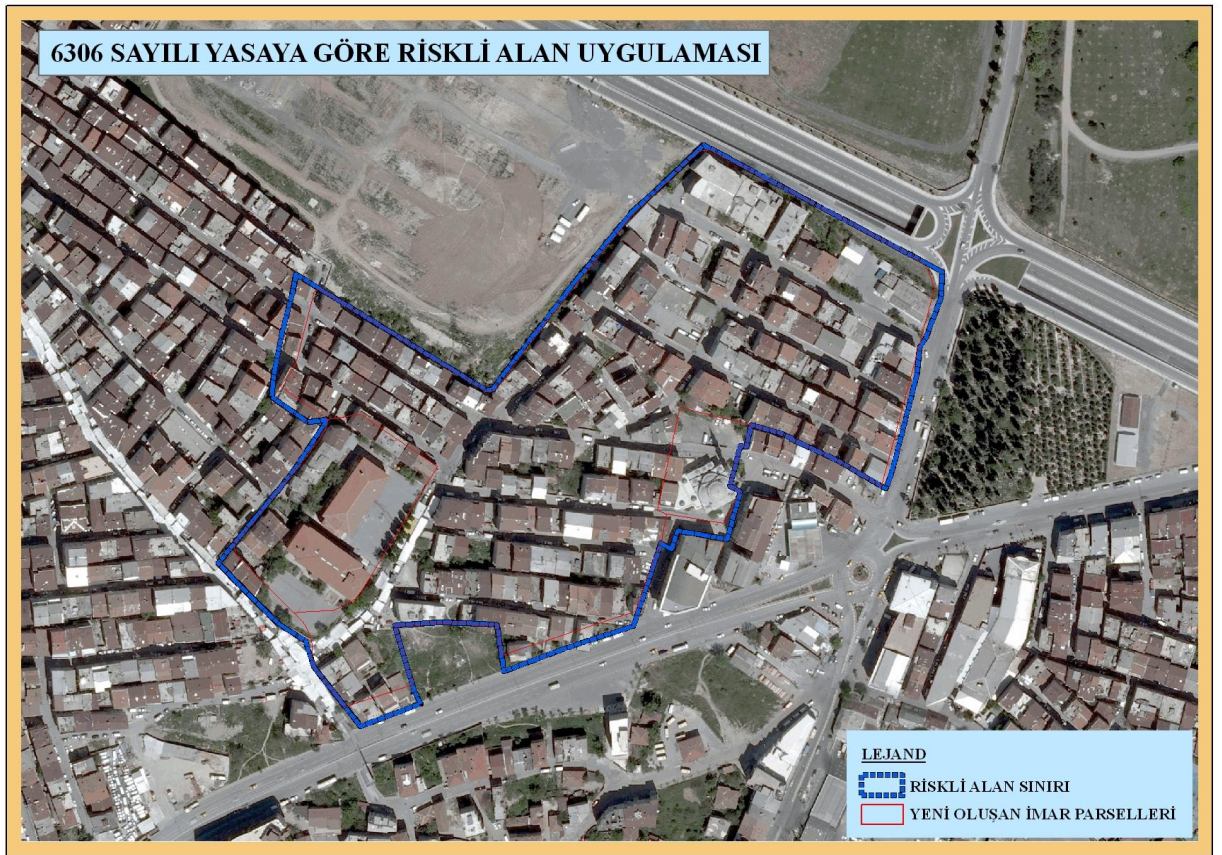 6306 SAYILI YASAYA GÖRE RİSKLİ ALAN UYGULAMASI
LEJAND
RİSKLİ ALAN SINIRI
YENİ OLUŞAN İMAR PARSELLERİ